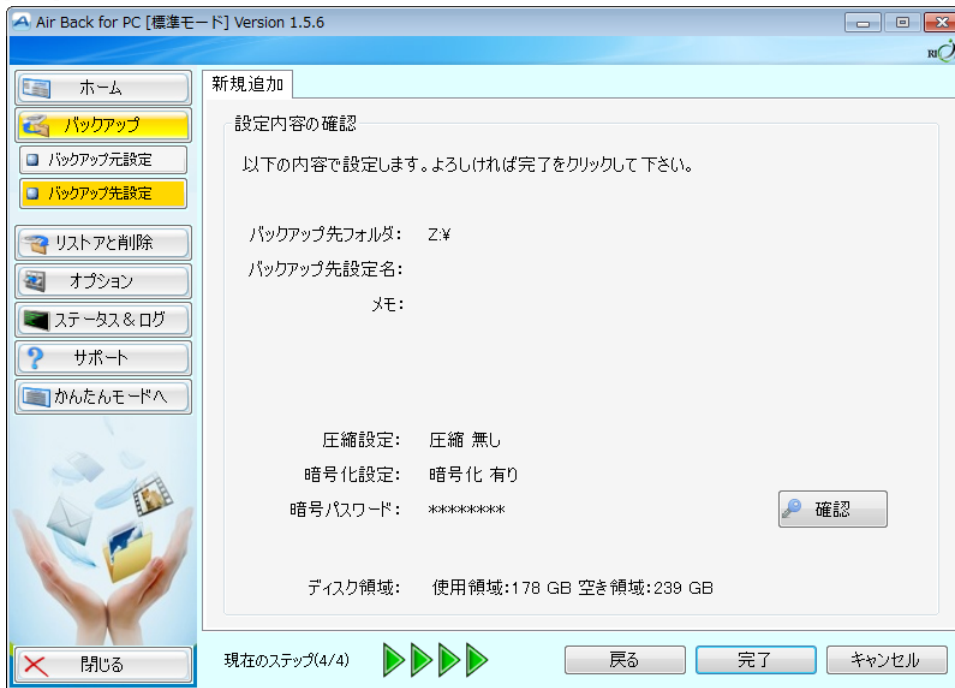 Air Back for PC [標準モード] Version 1.5.6
ホーム
バックアップ
バックアップ元設定
バックアップ先設定
リストアと削除
オプション
ステータス＆ログ
サポート
かんたんモードへ
閉じる
新規追加
設定内容の確認
以下の内容で設定します。よろしければ完了をクリックして下さい。
バックアップ先フォルダ： Z:¥
バックアップ先設定名：
メモ：
圧縮設定： 圧縮 無し
暗号化設定： 暗号化 有り
暗号パスワード： ********
確認
ディスク領域： 使用領域:178 GB 空き領域:239 GB
現在のステップ(4/4)
戻る
完了
キャンセル